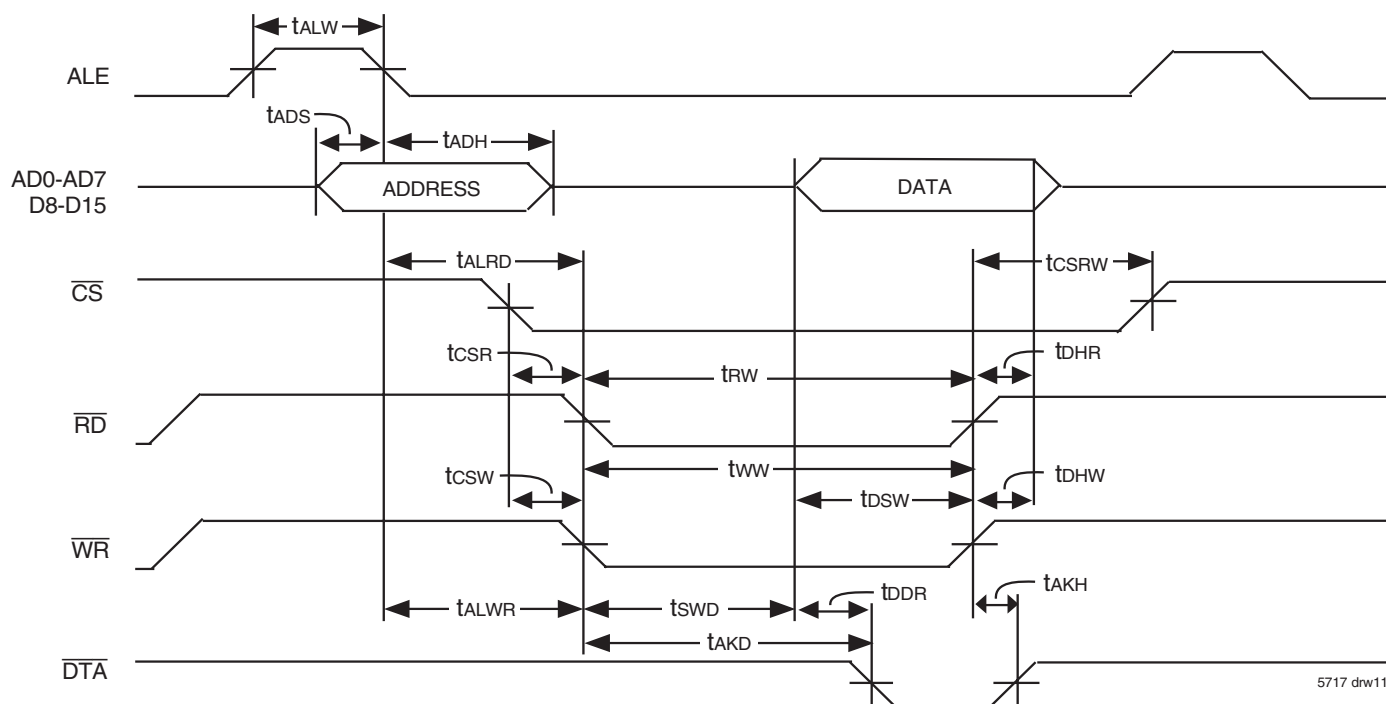 tALW
ALE
tADS
tADH
AD0-AD7
D8-D15
ADDRESS
DATA
tALRD
tCSRW
CS
tCSR
tRW
tDHR
RD
tCSW
tWW
tDHW
tDSW
WR
tALWR
tSWD
tDDR
tAKH
tAKD
DTA
5717 drw11